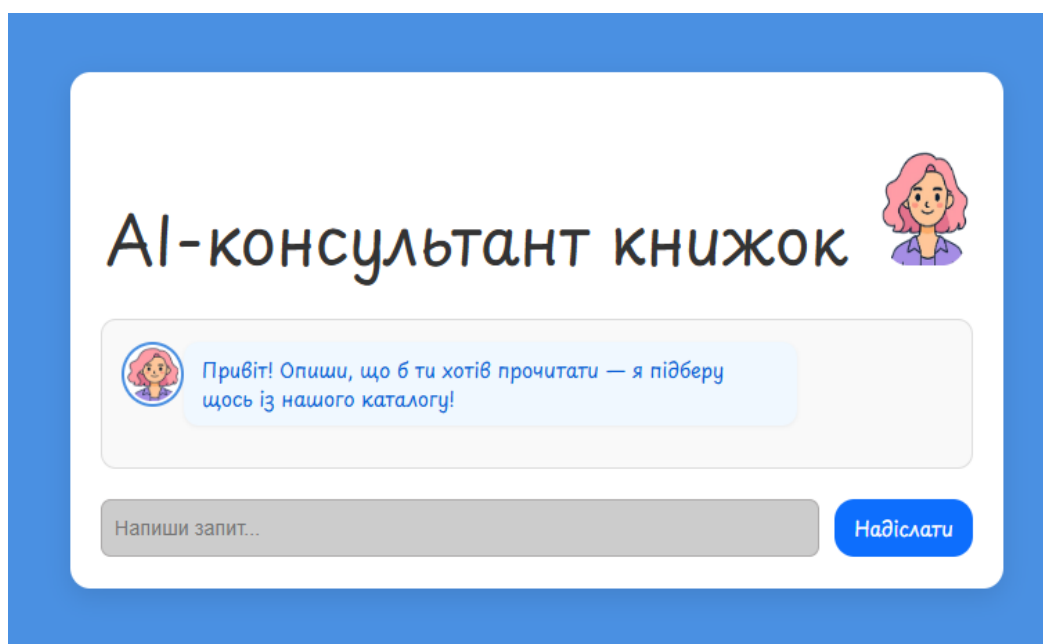 AI-консультант книжок
Привіт! Опиши, що б ти хотів прочитати — я підберу
щось із нашого каталогу!
Напиши запит...
Надіслати